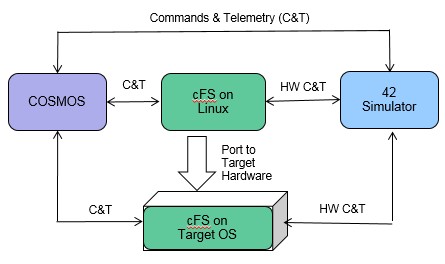 Commands & Telemetry (C&T)
COSMOS
C&T
cFS on
Linux
HW C&T
42
Simulator
Port to
Target
Hardware
C&T
cFS on
Target OS
HW C&T